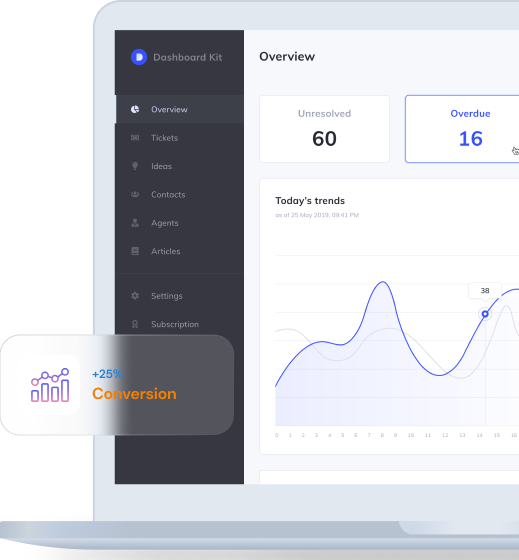 Dashboard Kit
Overview
Tickets
Ideas
Contacts
Agents
Articles
Settings
Subscription
+25%
Conversion
Overview
Unresolved
60
Overdue
16
Today's trends
as of 25 May 2019, 09:41 PM
38
0 1 2 3 4 5 6 7 8 9 10 11 12 13 14 15 16